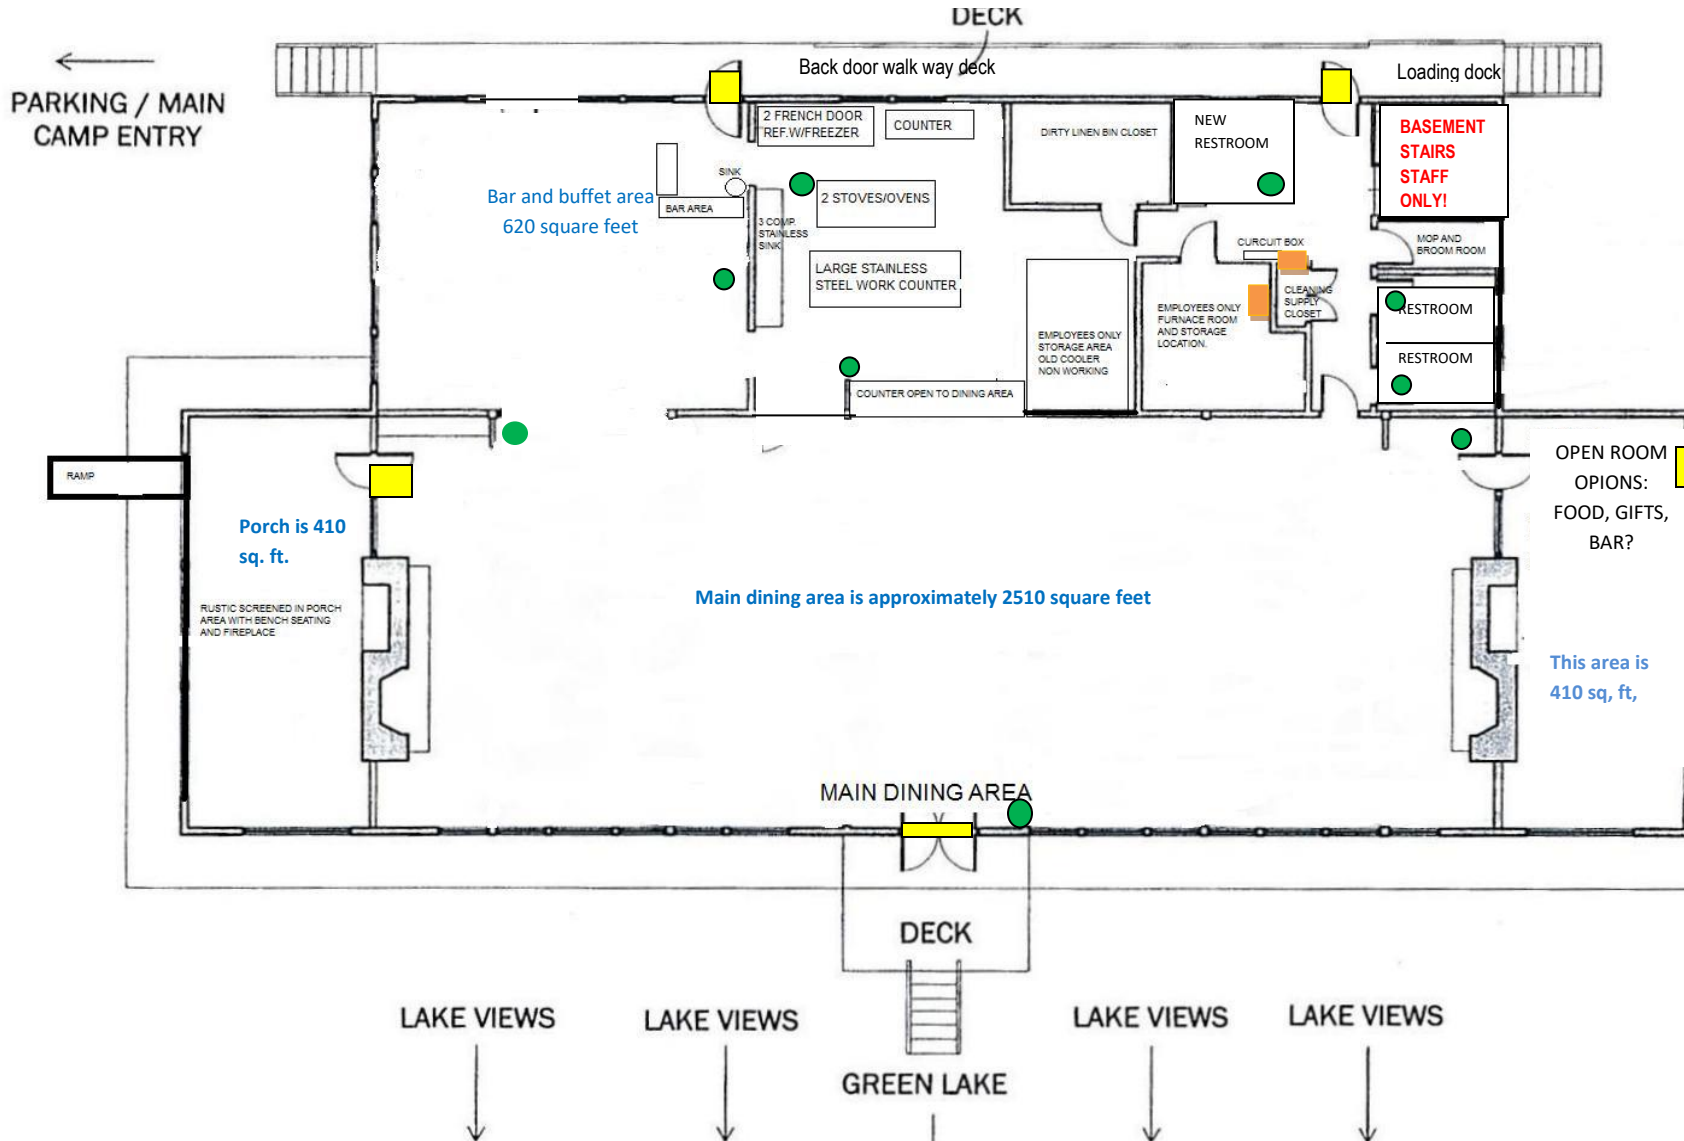 DECK
Back door walk way deck
Loading dock
PARKING / MAIN
CAMP ENTRY
2 FRENCH DOOR
REF.W/FREEZER
COUNTER
DIRTY LINEN BIN CLOSET
NEW
RESTROOM
BASEMENT
STAIRS
STAFF
ONLY!
SINK
BAR AREA
Bar and buffet area
620 square feet
2 STOVES/OVENS
3 COMP.
STAINLESS
SINK
LARGE STAINLESS
STEEL WORK COUNTER
CURCUIT BOX
MOP AND
BROOM ROOM
CLEANING
SUPPLY
CLOSET
EMPLOYEES ONLY
FURNACE ROOM
AND STORAGE
LOCATION.
EMPLOYEES ONLY
STORAGE AREA
OLD COOLER
NON WORKING
RESTROOM
RESTROOM
COUNTER OPEN TO DINING AREA
RAMP
OPEN ROOM
OPIONS:
FOOD, GIFTS,
BAR?
Porch is 410
sq. ft.
RUSTIC SCREENED IN PORCH
AREA WITH BENCH SEATING
AND FIREPLACE
Main dining area is approximately 2510 square feet
This area is
410 sq, ft,
MAIN DINING AREA
DECK
LAKE VIEWS
LAKE VIEWS
LAKE VIEWS
LAKE VIEWS
GREEN LAKE